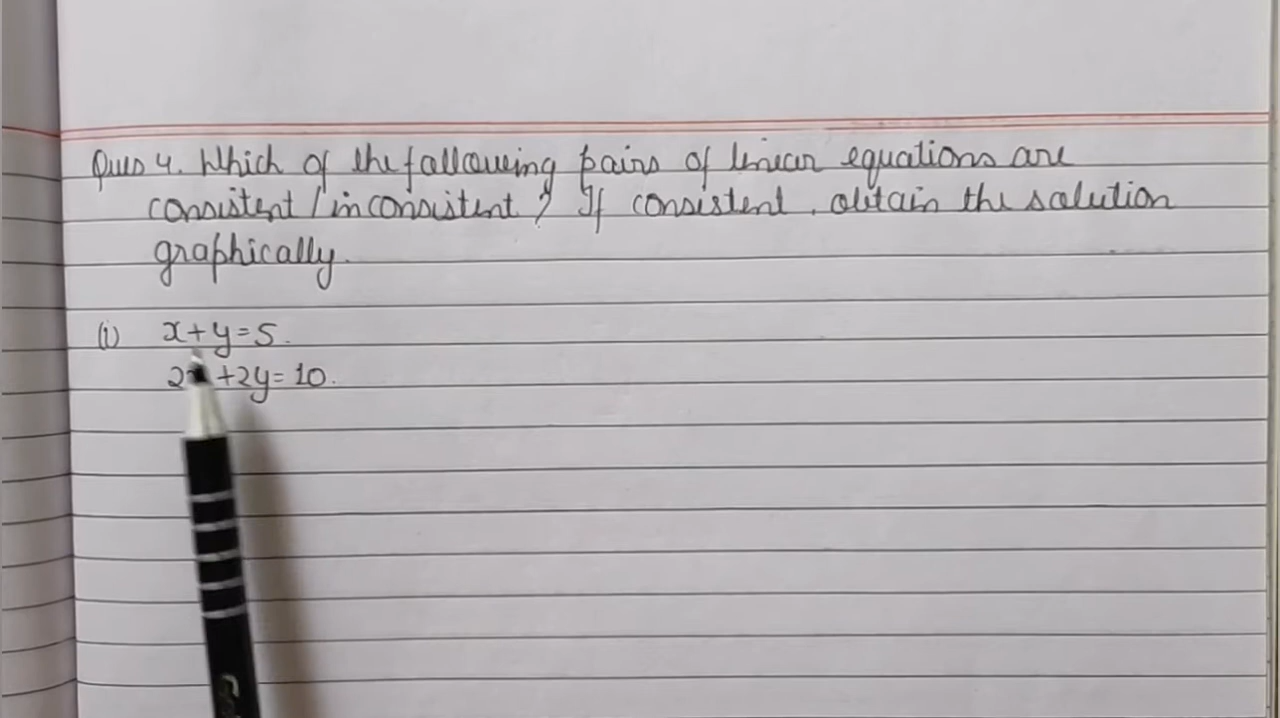 Ques 4. Which of the following pairs of linear equations are
consistent / inconsistent ? If consistent, obtain the solution
graphically.
(i) x+y=5.
2x+2y=10.